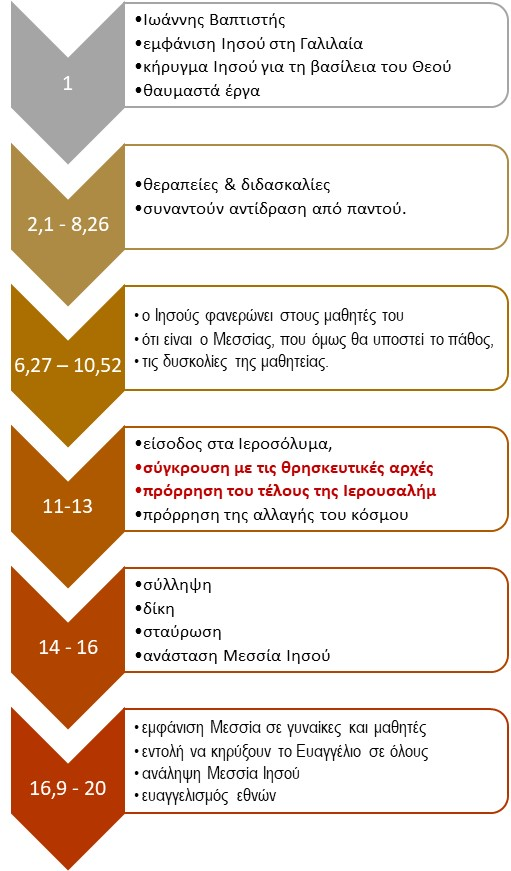 1
•Ιωάννης Βαπτιστής
•εμφάνιση Ιησού στη Γαλιλαία
•κήρυγμα Ιησού για τη βασίλεια του Θεού
•θαυμαστά έργα
2,1 - 8,26
•θεραπείες & διδασκαλίες
•συναντούν αντίδραση από παντού.
6,27 – 10,52
• ο Ιησούς φανερώνει στους μαθητές του
• ότι είναι ο Μεσσίας, που όμως θα υποστεί το πάθος,
• τις δυσκολίες της μαθητείας.
11-13
•είσοδος στα Ιεροσόλυμα,
•σύγκρουση με τις θρησκευτικές αρχές
•πρόρρηση του τέλους της Ιερουσαλήμ
•πρόρρηση της αλλαγής του κόσμου
14 - 16
•σύλληψη
•δίκη
•σταύρωση
•ανάσταση Μεσσία Ιησού
16,9 - 20
• εμφάνιση Μεσσία σε γυναίκες και μαθητές
• εντολή να κηρύξουν το Ευαγγέλιο σε όλους
• ανάληψη Μεσσία Ιησού
• ευαγγελισμός εθνών